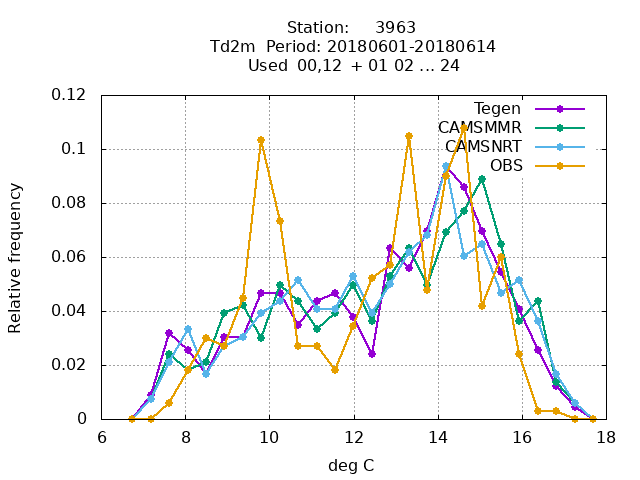 Station:     3963
Td2m  Period: 20180601-20180614
Used  00,12  + 01 02 ... 24
0.12
0.1
0.08
0.06
0.04
0.02
0
6
8
10
12
14
16
18
Relative frequency
deg C
Tegen
CAMSMMR
CAMSNRT
OBS